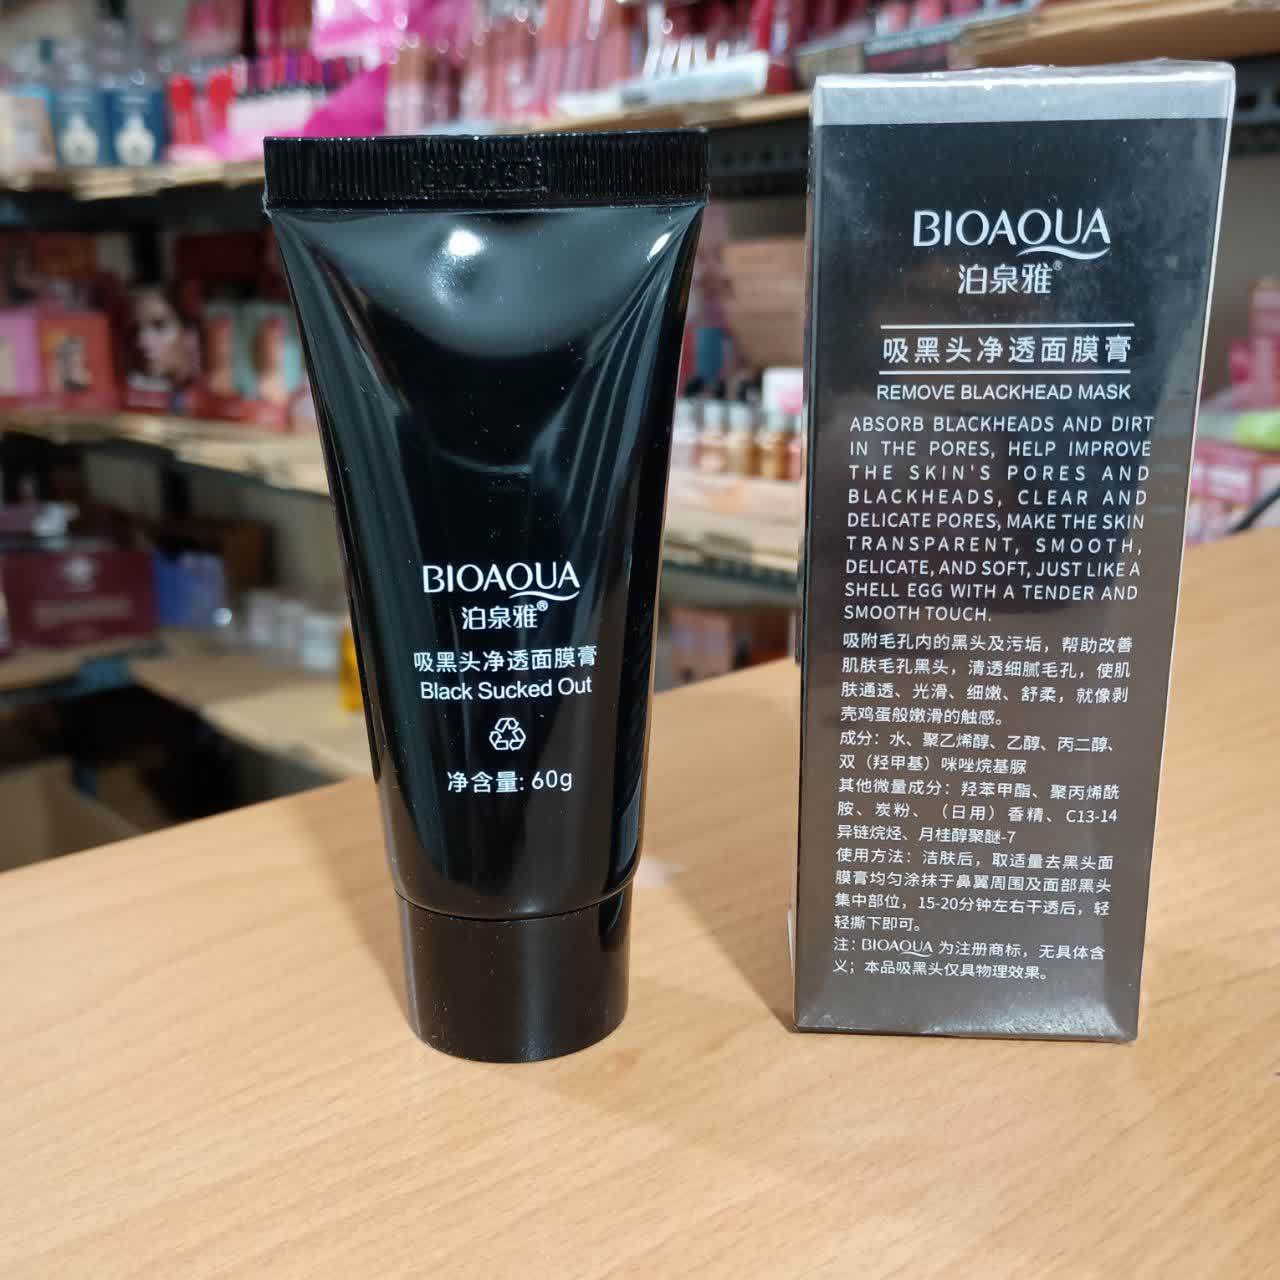 BIOAQUA
泊泉雅®
吸黑头净透面膜膏
Black Sucked Out
净含量: 60g
BIOAQUA
泊泉雅®
吸黑头净透面膜膏
REMOVE BLACKHEAD MASK
ABSORB BLACKHEADS AND DIRT
IN THE PORES, HELP IMPROVE
THE SKIN'S PORES AND
BLACKHEADS, CLEAR AND
DELICATE PORES, MAKE THE SKIN
TRANSPARENT, SMOOTH,
DELICATE, AND SOFT, JUST LIKE A
SHELL EGG WITH A TENDER AND
SMOOTH TOUCH.
吸附毛孔内的黑头及污垢，帮助改善
肌肤毛孔黑头，清透细腻毛孔，使肌
肤通透、光滑、细嫩、舒柔，就像剥
壳鸡蛋般嫩滑的触感。
成分：水、聚乙烯醇、乙醇、丙二醇、
双（羟甲基）咪唑烷基脲
其他微量成分：羟苯甲酯、聚丙烯酰
胺、炭粉、（日用）香精、C13-14
异链烷烃、月桂醇聚醚-7
使用方法：洁肤后，取适量去黑头面
膜膏均匀涂抹于鼻翼周围及面部黑头
集中部位，15-20分钟左右干透后，轻
轻撕下即可。
注：BIOAQUA 为注册商标，无具体含
义；本品吸黑头仅具物理效果。